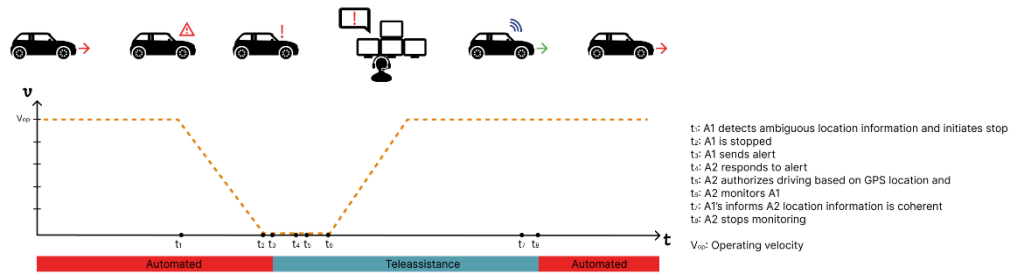 v
Vop
t₁
t₂
t₃
t₄
t₅
t₆
t₇
t₈
t
Automated
Teleassistance
Automated
t₁: A1 detects ambiguous location information and initiates stop
t₂: A1 is stopped
t₃: A1 sends alert
t₄: A2 responds to alert
t₅: A2 authorizes driving based on GPS location and
t₆: A2 monitors A1
t₇: A1's informs A2 location information is coherent
t₈: A2 stops monitoring
Vop: Operating velocity